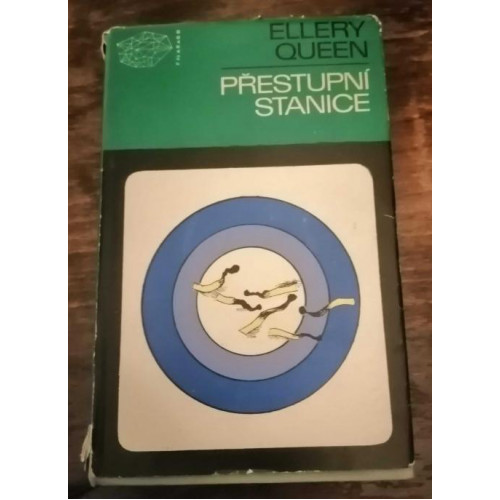 ELLERY
QUEEN
PŘESTUPNÍ
STANICE